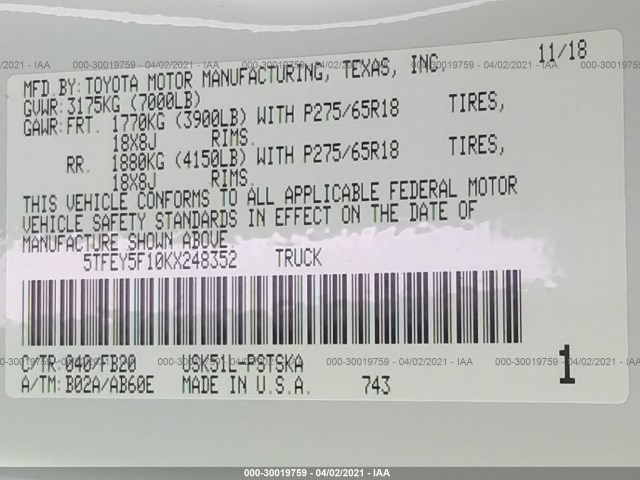 11/18
MFD.BY:TOYOTA MOTOR MANUFACTURING, TEXAS, INC.
GVWR:3175KG (7000LB)
GAWR:FRT. 1770KG (3900LB) WITH P275/65R18 TIRES,
18X8J RIMS.
RR. 1880KG (4150LB) WITH P275/65R18 TIRES,
18X8J RIMS.
THIS VEHICLE CONFORMS TO ALL APPLICABLE FEDERAL MOTOR
VEHICLE SAFETY STANDARDS IN EFFECT ON THE DATE OF
MANUFACTURE SHOWN ABOVE.
5TFEY5F10KX248352 TRUCK
C/TR:040/FB20 USK51L-PSTSKA
A/TM:B02A/AB60E MADE IN U.S.A. 743
1
000-30019759 - 04/02/2021 - IAA